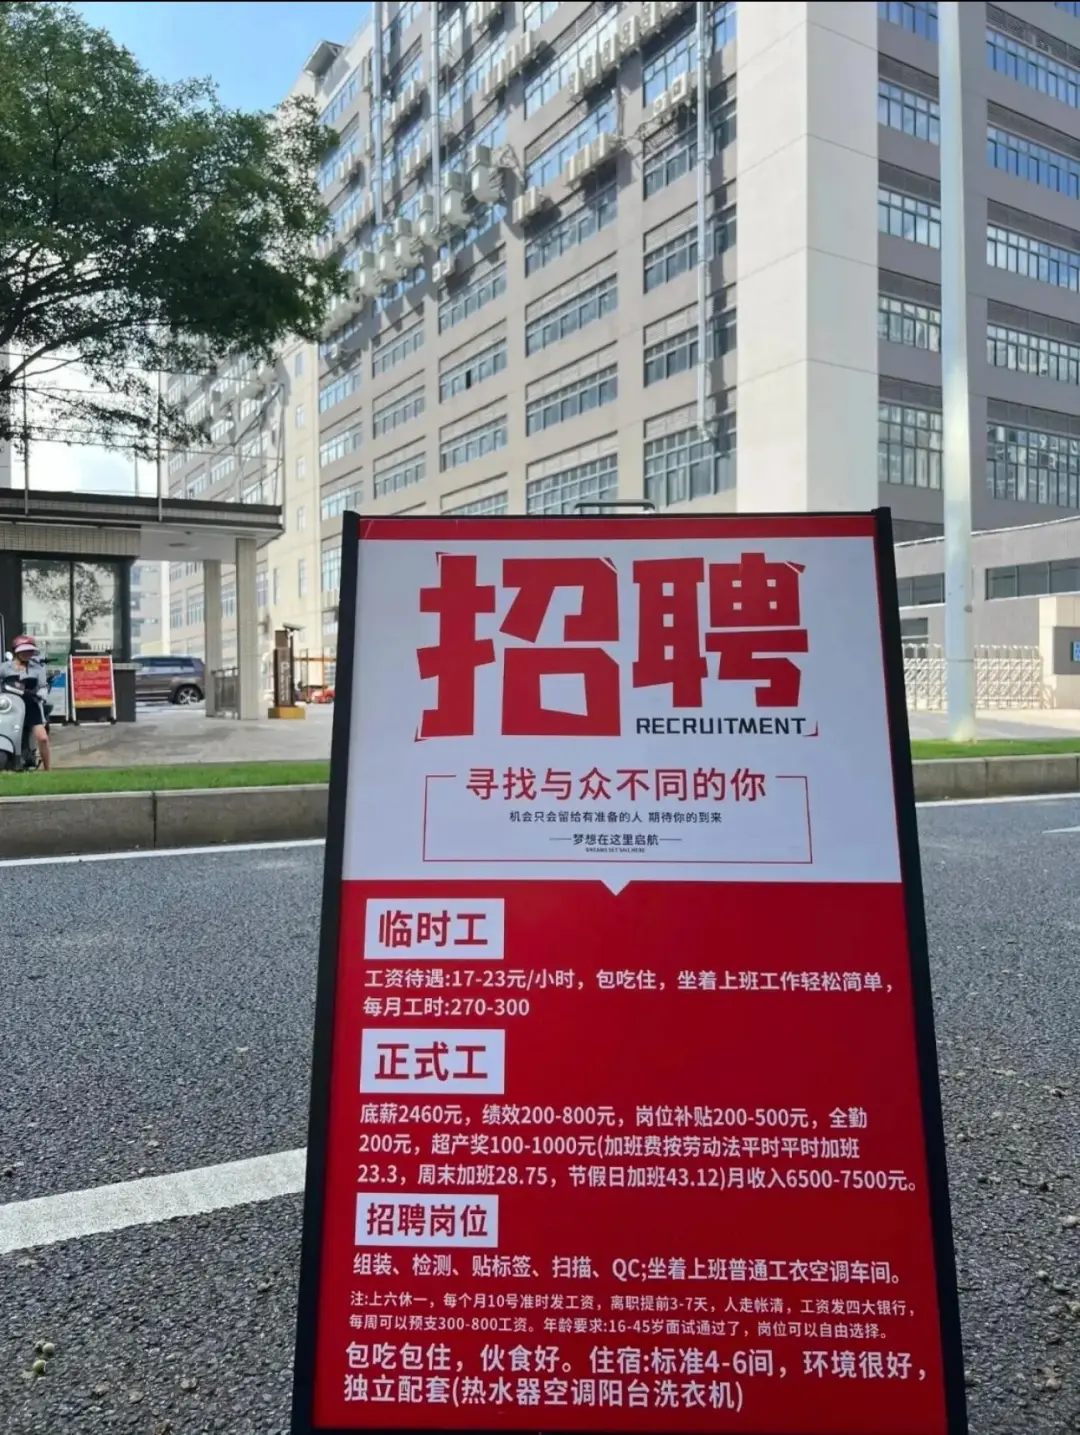 招聘
RECRUITMENT
寻找与众不同的你
机会只会留给有准备的人 期待你的到来
梦想在这里启航
DREAMS SET SAIL HERE
临时工
工资待遇:17-23元/小时，包吃住，坐着上班工作轻松简单，
每月工时:270-300
正式工
底薪2460元，绩效200-800元，岗位补贴200-500元，全勤
200元，超产奖100-1000元(加班费按劳动法平时平时加班
23.3，周末加班28.75，节假日加班43.12)月收入6500-7500元。
招聘岗位
组装、检测、贴标签、扫描、QC;坐着上班普通工衣空调车间。
注:上六休一，每个月10号准时发工资，离职提前3-7天，人走帐清，工资发四大银行，
每周可以预支300-800工资。年龄要求:16-45岁面试通过了，岗位可以自由选择。
包吃包住，伙食好。住宿:标准4-6间，环境很好，
独立配套(热水器空调阳台洗衣机)